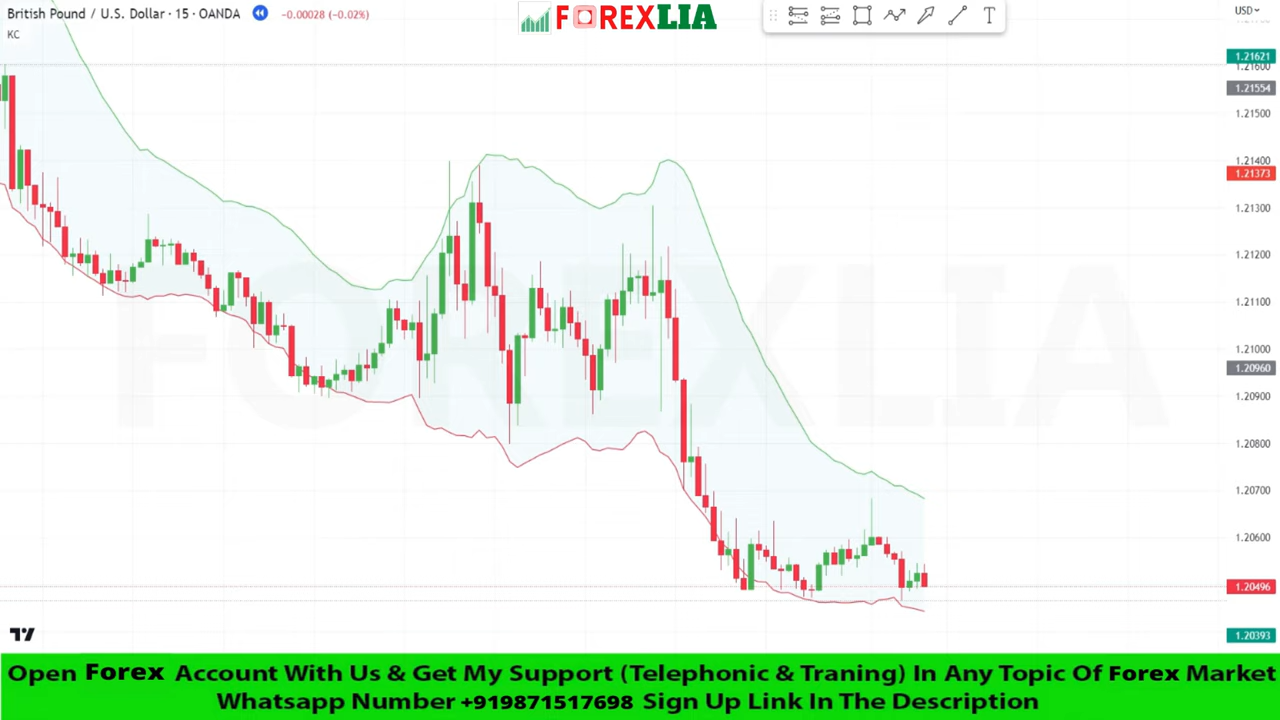 British Pound / U.S. Dollar · 15 · OANDA
-0.00028 (-0.02%)
KC
FOREXLIA
T
USD
1.21621
1.21600
1.21554
1.21500
1.21400
1.21373
1.21300
1.21200
1.21100
1.21000
1.20960
1.20900
1.20800
1.20700
1.20600
1.20496
1.20393
FOREXLIA
Open Forex Account With Us & Get My Support (Telephonic & Traning) In Any Topic Of Forex Market
Whatsapp Number +919871517698 Sign Up Link In The Description